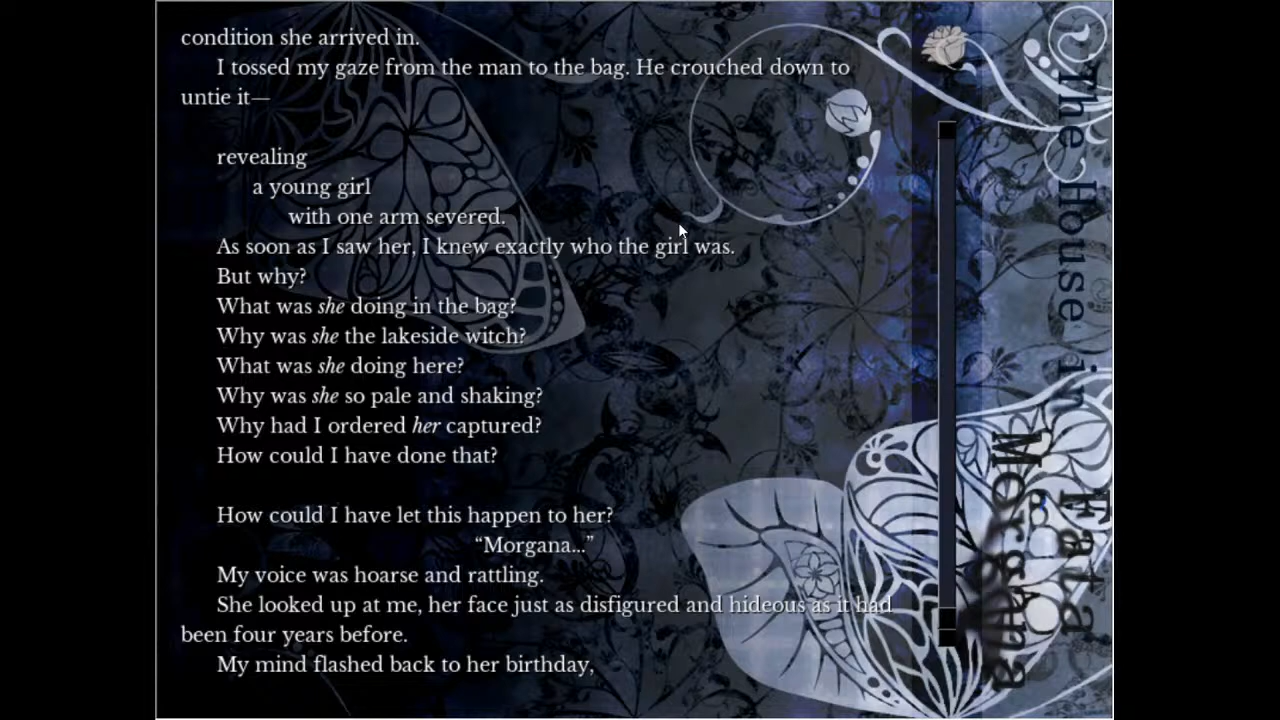 condition she arrived in.
I tossed my gaze from the man to the bag. He crouched down to
untie it—
revealing
a young girl
with one arm severed.
As soon as I saw her, I knew exactly who the girl was.
But why?
What was she doing in the bag?
Why was she the lakeside witch?
What was she doing here?
Why was she so pale and shaking?
Why had I ordered her captured?
How could I have done that?
How could I have let this happen to her?
“Morgana...”
My voice was hoarse and rattling.
She looked up at me, her face just as disfigured and hideous as it had
been four years before.
My mind flashed back to her birthday,
The House in
Fata
Morgana